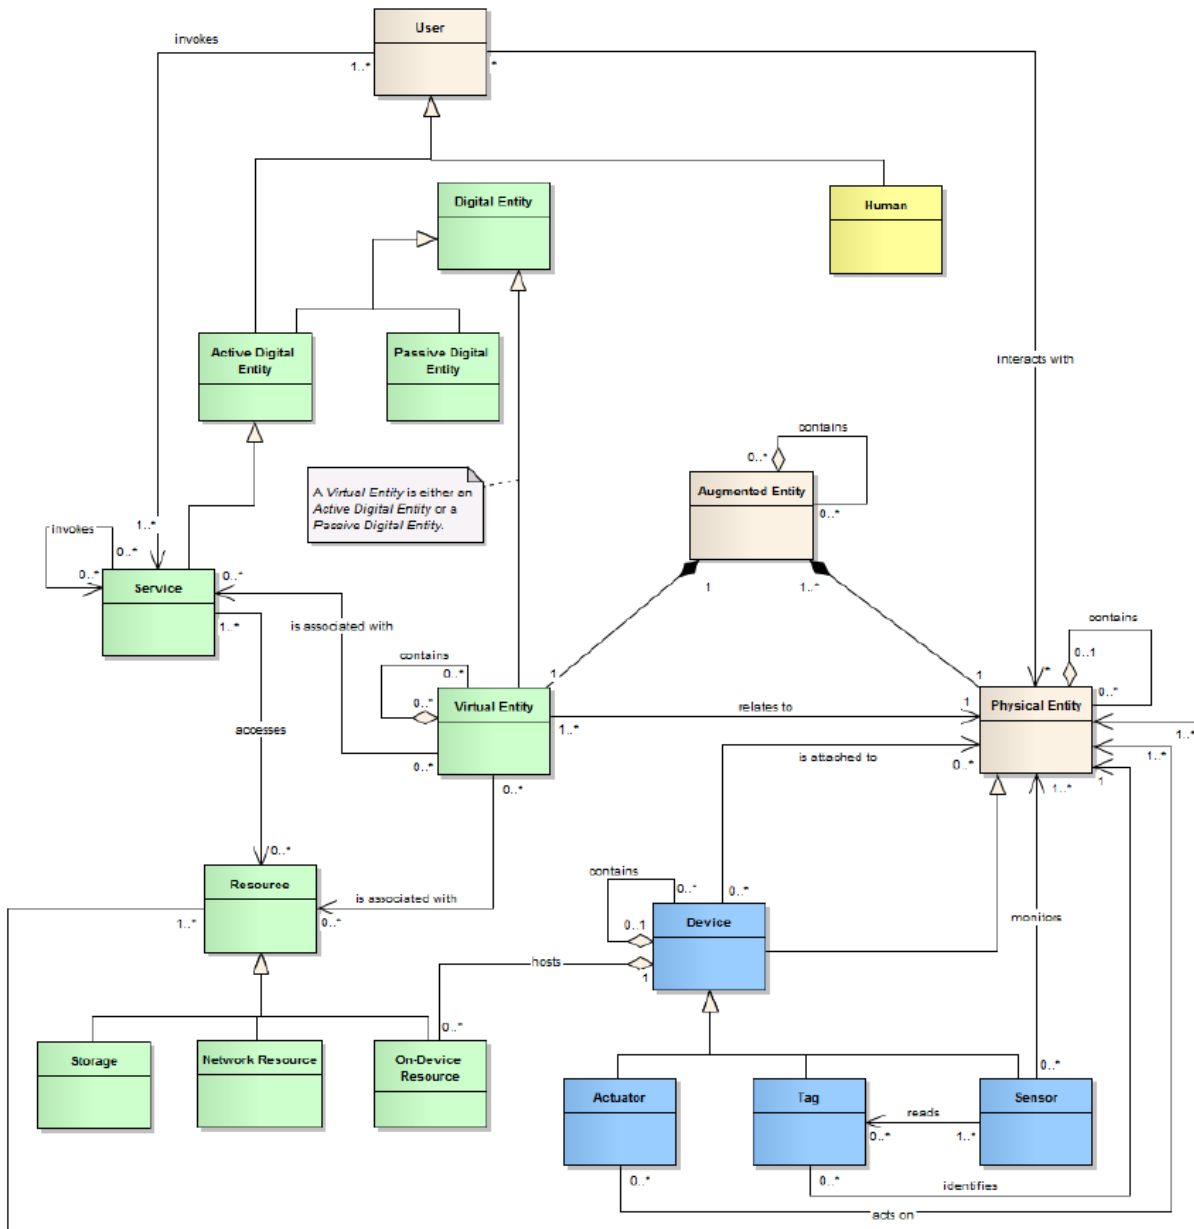 User
invokes
1..*
*
Digital Entity
Human
Active Digital
Entity
Passive Digital
Entity
interacts with
contains
0..*
Augmented Entity
0..*
A Virtual Entity is either an
Active Digital Entity or a
Passive Digital Entity.
invokes
1..*
0..*
0..*
0..*
Service
1..*
1
1..*
is associated with
contains
0..*
0..*
1
contains
0..1
0..*
*
1
1
Virtual Entity
relates to
Physical Entity
1..*
accesses
is attached to
0..*
1..*
1..*
0..*
0..*
1..*
1
0..*
Resource
is associated with
1..*
0..*
contains
0..*
0..*
Device
0..1
monitors
hosts
1
0..*
Storage
Network Resource
On-Device
Resource
0..*
Actuator
Tag
Sensor
reads
0..*
1..*
0..*
0..*
identifies
acts on